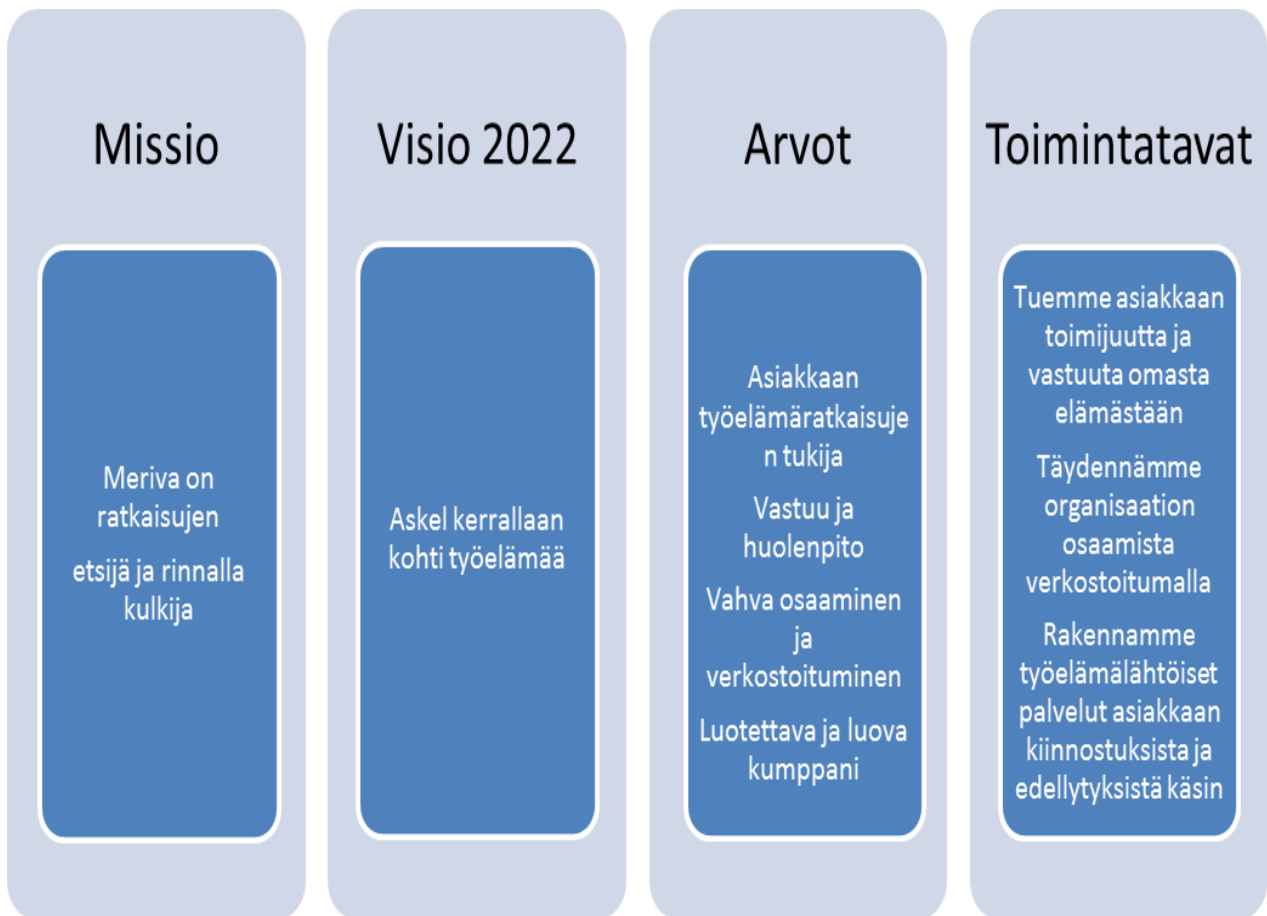 Missio
Meriva on
ratkaisujen
etsijä ja rinnalla
kulkija
Visio 2022
Askel kerrallaan
kohti työelämää
Arvot
Asiakkaan
työelämäratkaisuje
n tukija
Vastuu ja
huolenpito
Vahva osaaminen
ja
verkostoituminen
Luotettava ja luova
kumppani
Toimintatavat
Tuemme asiakkaan
toimijuutta ja
vastuuta omasta
elämästään
Täydennämme
organisaation
osaamista
verkostoitumalla
Rakennamme
työelämälähtöiset
palvelut asiakkaan
kiinnostuksista ja
edellytyksistä käsin